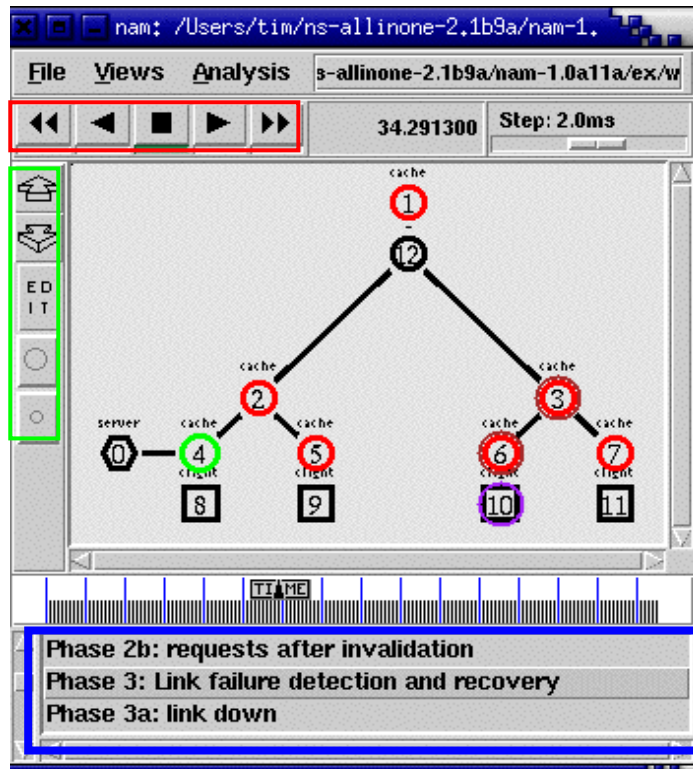 nam: /Users/tim/ns-allinone-2.1b9a/nam-1.
File Views Analysis s-allinone-2.1b9a/nam-1.0a11a/ex/w
34.291300 Step: 2.0ms
cache
1
12
cache cache
2 3
server cache cache cache cache
0 4 5 6 7
client client client client
8 9 10 11
E D
I T
TIME
Phase 2b: requests after invalidation
Phase 3: Link failure detection and recovery
Phase 3a: link down